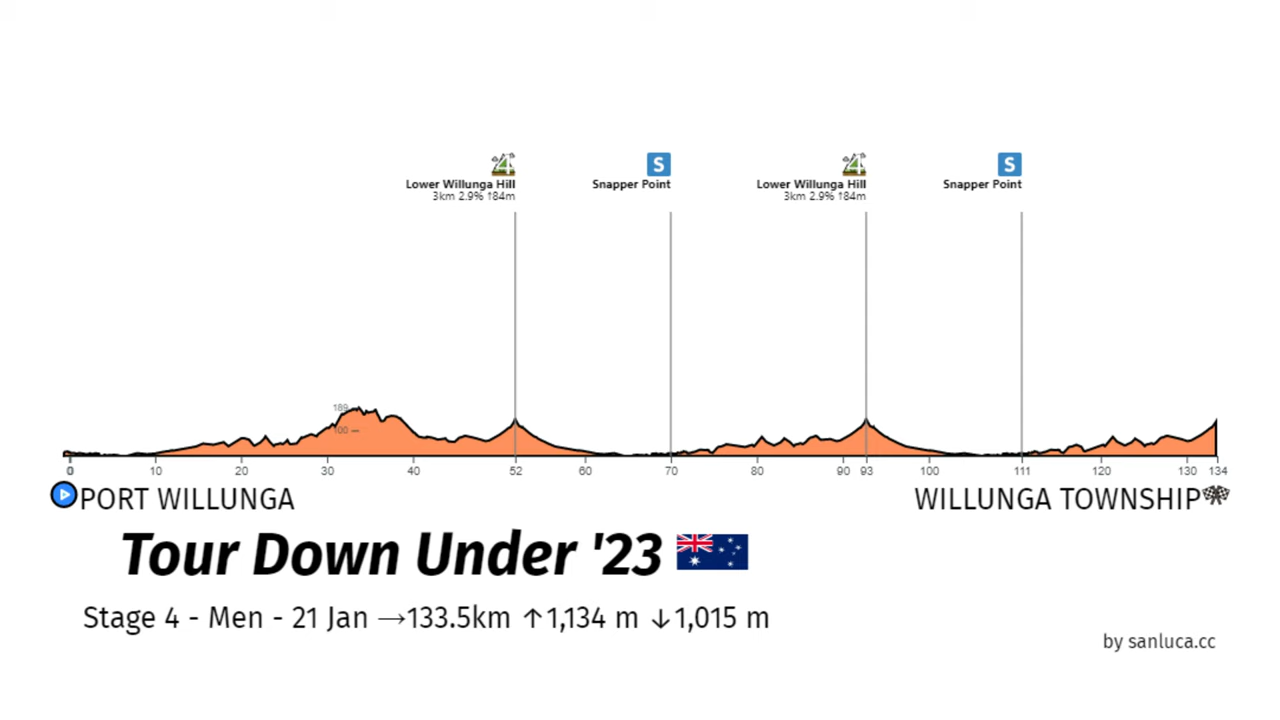 4 S 4 S
Lower Willunga Hill Snapper Point Lower Willunga Hill Snapper Point
3km 2.9% 184m 3km 2.9% 184m
189
100
0 10 20 30 40 52 60 70 80 90 93 100 111 120 130 134
PORT WILLUNGA WILLUNGA TOWNSHIP
Tour Down Under '23
Stage 4 - Men - 21 Jan →133.5km ↑1,134 m ↓1,015 m
by sanluca.cc